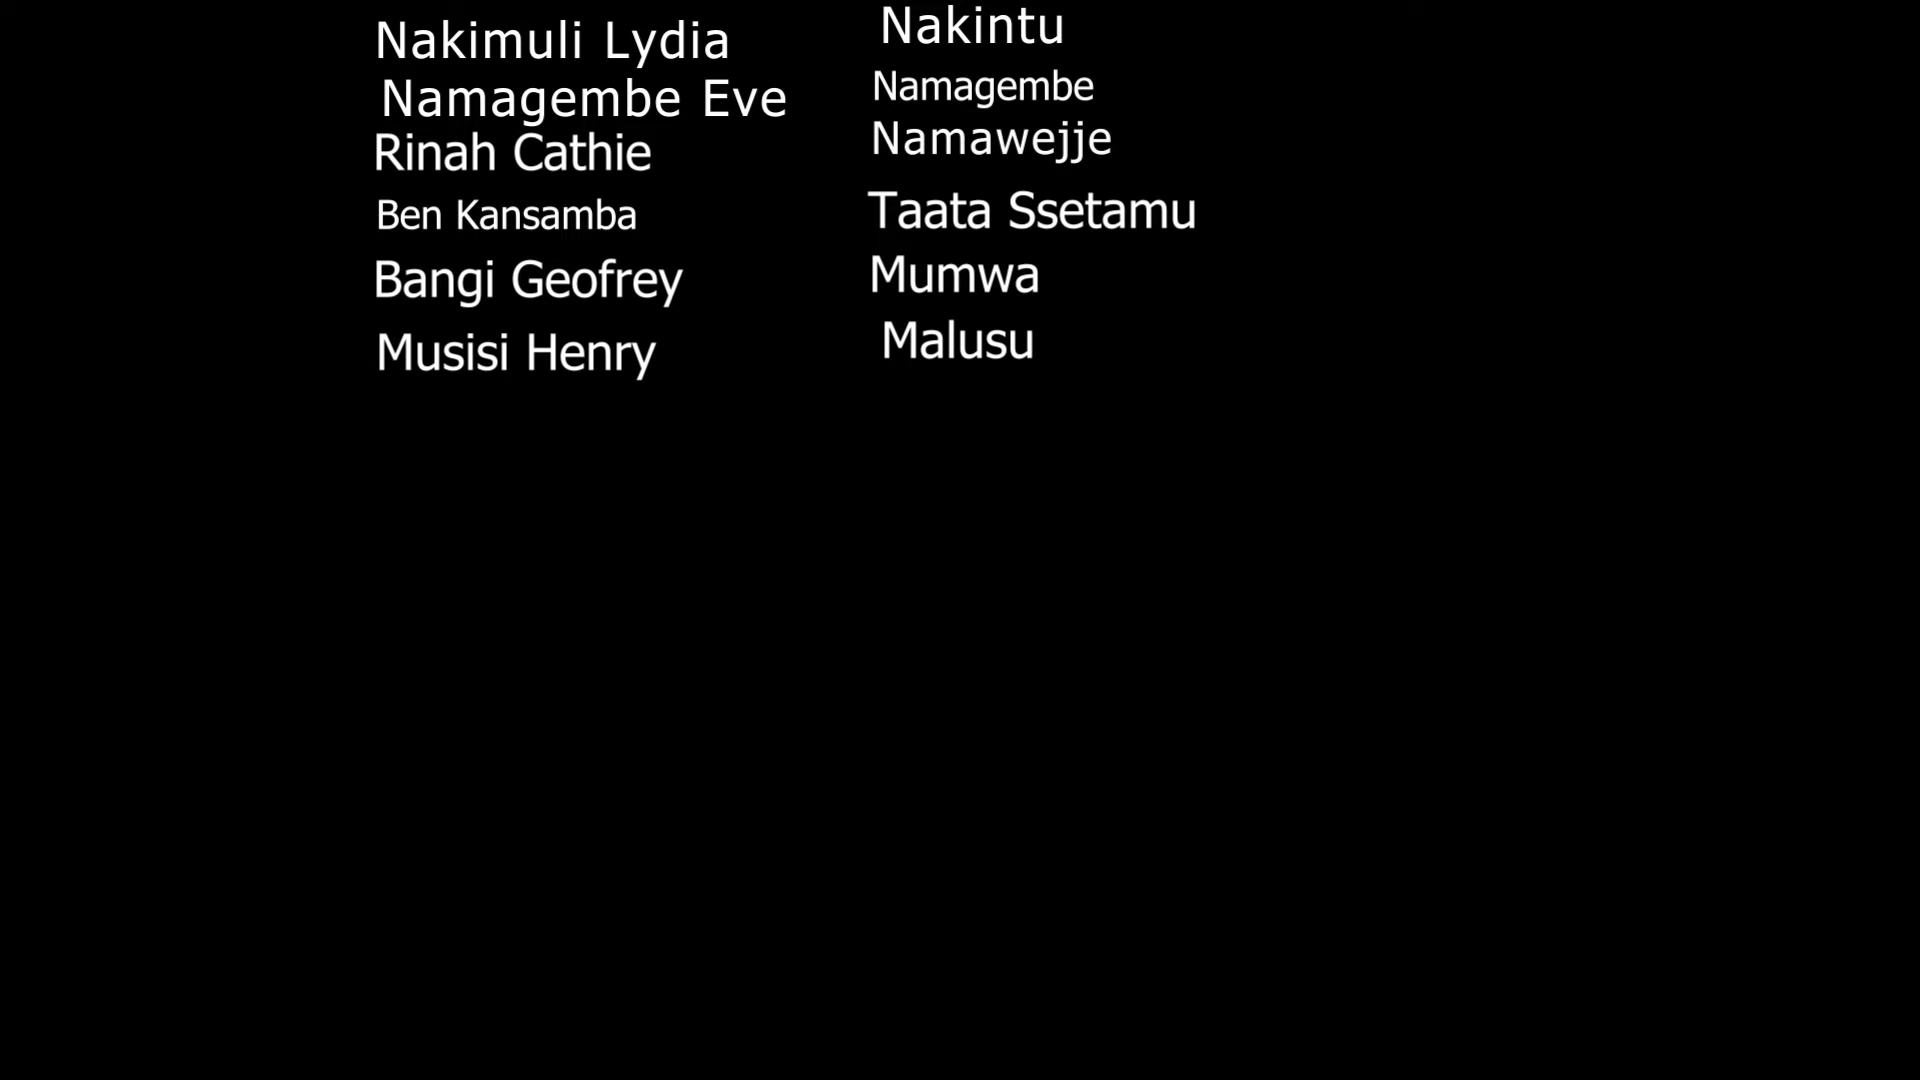 Nakimuli Lydia Nakintu
Namagembe Eve Namagembe
Rinah Cathie Namawejje
Ben Kansamba Taata Ssetamu
Bangi Geofrey Mumwa
Musisi Henry Malusu